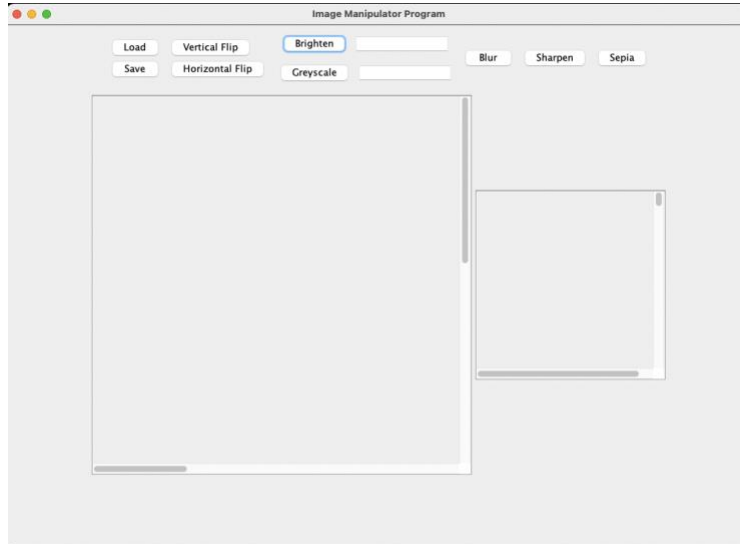 Image Manipulator Program
Load Vertical Flip Brighten
Save Horizontal Flip Greyscale
Blur Sharpen Sepia